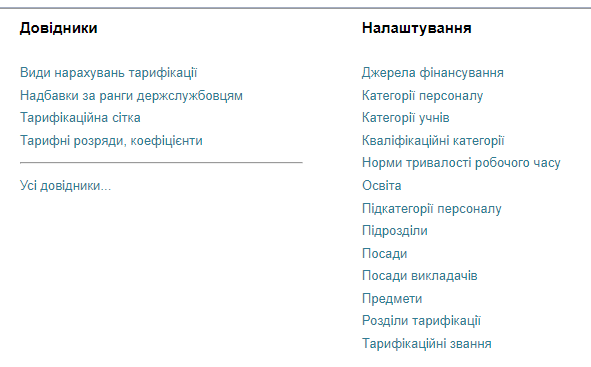 Довідники
Види нарахувань тарифікації
Надбавки за ранги держслужбовцям
Тарифікаційна сітка
Тарифні розряди, коефіцієнти
Усі довідники...
Налаштування
Джерела фінансування
Категорії персоналу
Категорії учнів
Кваліфікаційні категорії
Норми тривалості робочого часу
Освіта
Підкатегорії персоналу
Підрозділи
Посади
Посади викладачів
Предмети
Розділи тарифікації
Тарифікаційні звання